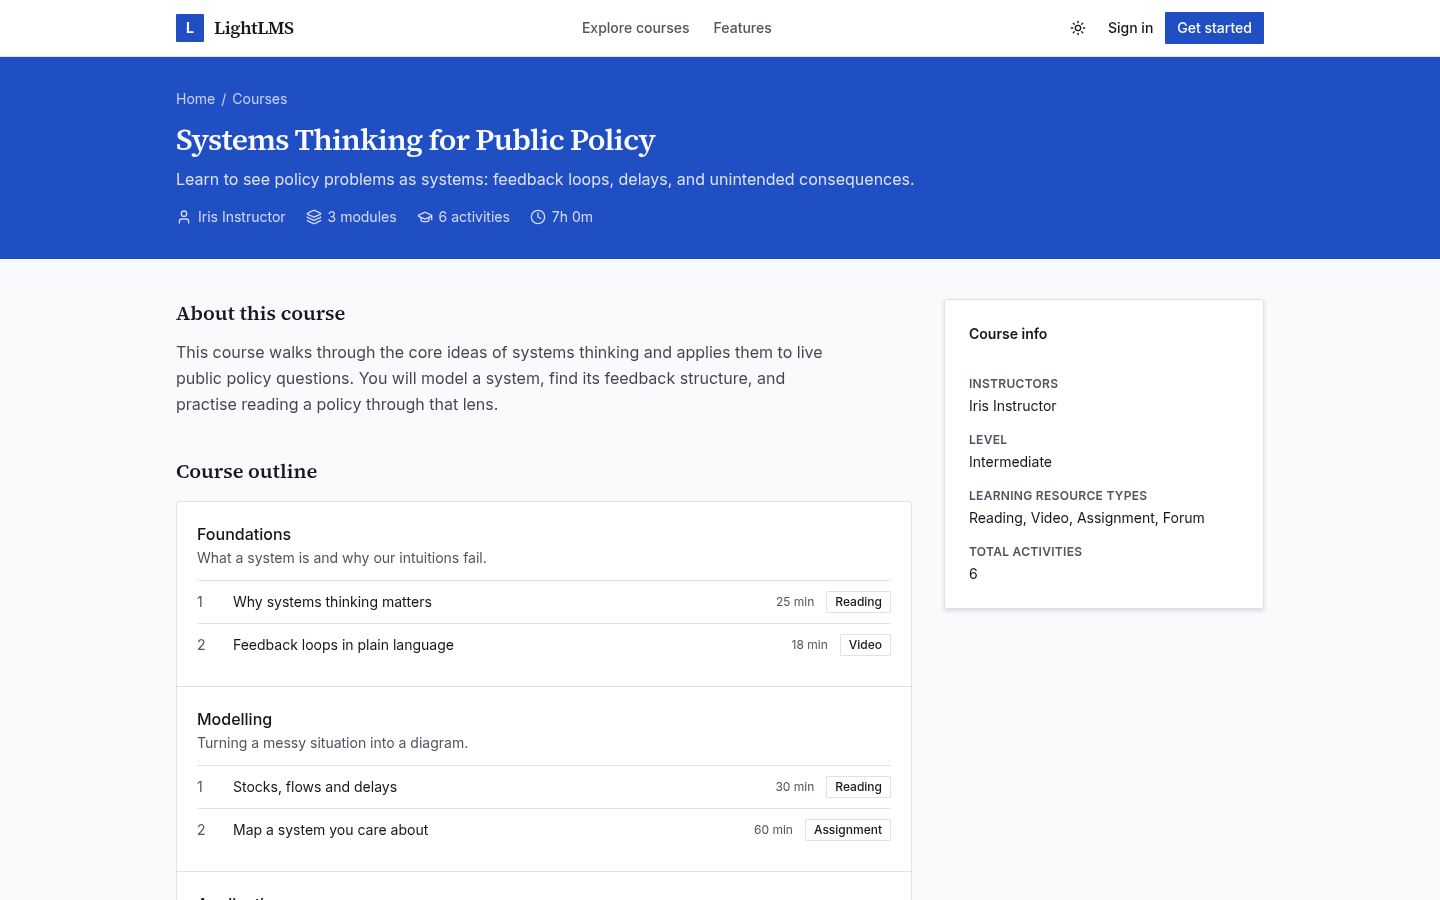 L LightLMS
Explore courses Features
Sign in Get started
Home / Courses
Systems Thinking for Public Policy
Learn to see policy problems as systems: feedback loops, delays, and unintended consequences.
Iris Instructor 3 modules 6 activities 7h 0m
About this course
This course walks through the core ideas of systems thinking and applies them to live
public policy questions. You will model a system, find its feedback structure, and
practise reading a policy through that lens.
Course outline
Foundations
What a system is and why our intuitions fail.
1 Why systems thinking matters 25 min Reading
2 Feedback loops in plain language 18 min Video
Modelling
Turning a messy situation into a diagram.
1 Stocks, flows and delays 30 min Reading
2 Map a system you care about 60 min Assignment
Course info
INSTRUCTORS
Iris Instructor
LEVEL
Intermediate
LEARNING RESOURCE TYPES
Reading, Video, Assignment, Forum
TOTAL ACTIVITIES
6